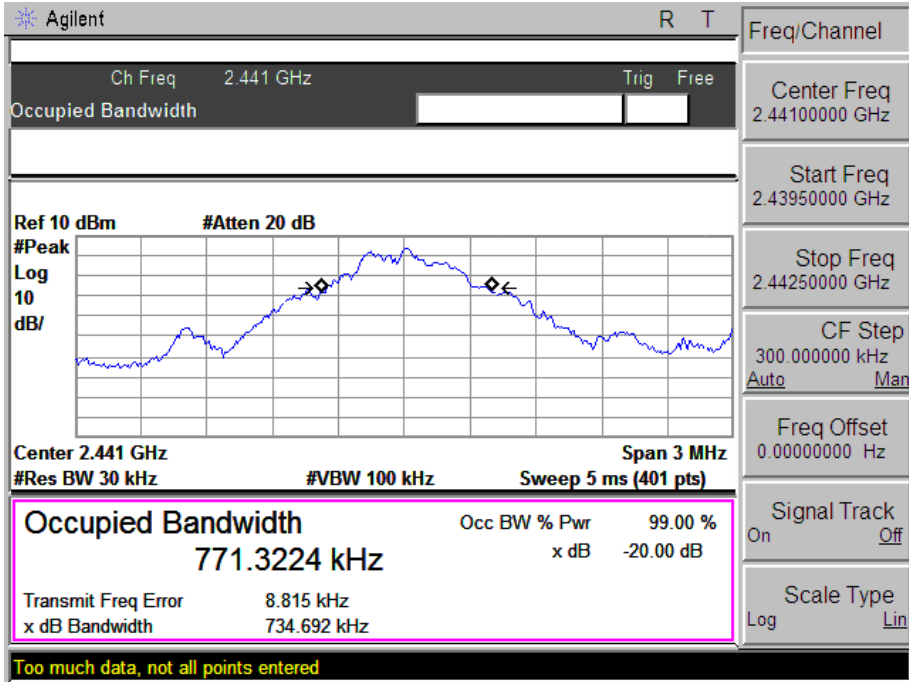 Agilent R T
Ch Freq 2.441 GHz Trig Free
Occupied Bandwidth
Ref 10 dBm #Atten 20 dB
#Peak
Log
10
dB/
Center 2.441 GHz Span 3 MHz
#Res BW 30 kHz #VBW 100 kHz Sweep 5 ms (401 pts)
Occupied Bandwidth Occ BW % Pwr 99.00 %
771.3224 kHz x dB -20.00 dB
Transmit Freq Error 8.815 kHz
x dB Bandwidth 734.692 kHz
Too much data, not all points entered
Freq/Channel
Center Freq
2.44100000 GHz
Start Freq
2.43950000 GHz
Stop Freq
2.44250000 GHz
CF Step
300.000000 kHz
Auto Man
Freq Offset
0.00000000 Hz
Signal Track
On Off
Scale Type
Log Lin